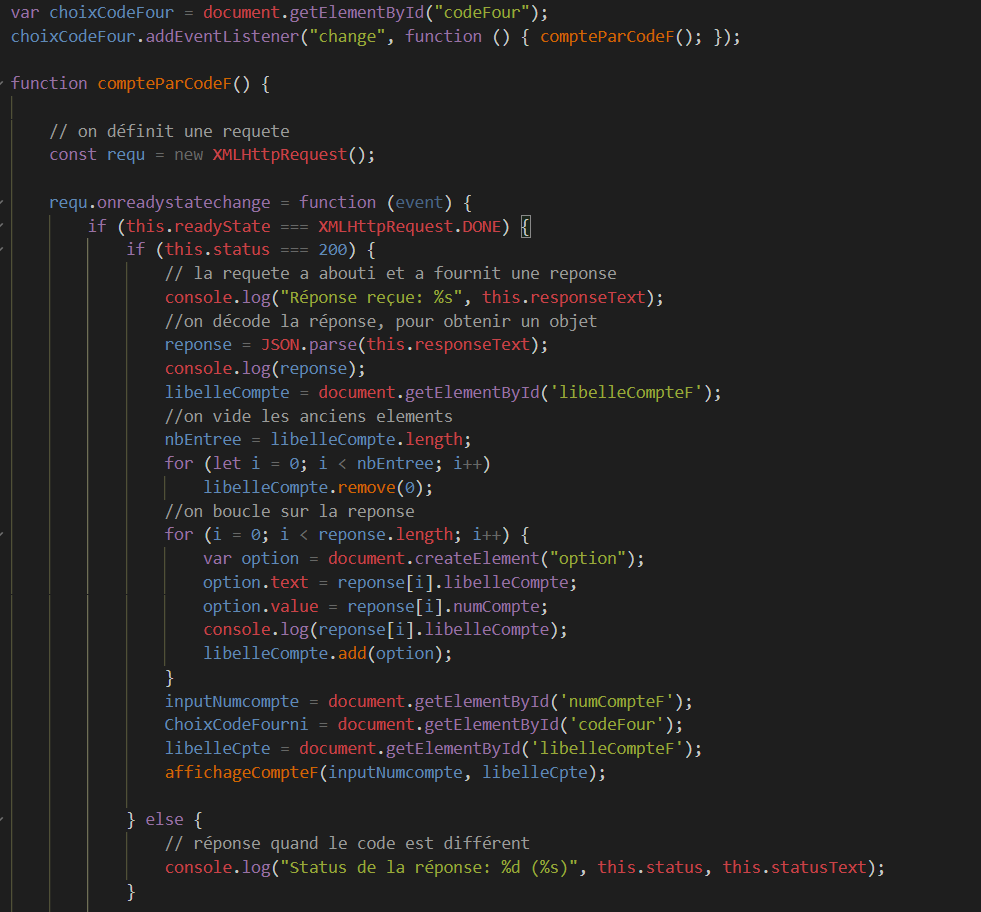 var choixCodeFour = document.getElementById("codeFour");
choixCodeFour.addEventListener("change", function () { compteParCodeF(); });
function compteParCodeF() {
// on définit une requete
const requ = new XMLHttpRequest();
requ.onreadystatechange = function (event) {
if (this.readyState === XMLHttpRequest.DONE) {
if (this.status === 200) {
// la requete a abouti et a fournit une reponse
console.log("Réponse reçue: %s", this.responseText);
//on décode la réponse, pour obtenir un objet
reponse = JSON.parse(this.responseText);
console.log(reponse);
libelleCompte = document.getElementById('libelleCompteF');
//on vide les anciens elements
nbEntree = libelleCompte.length;
for (let i = 0; i < nbEntree; i++)
libelleCompte.remove(0);
//on boucle sur la reponse
for (i = 0; i < reponse.length; i++) {
var option = document.createElement("option");
option.text = reponse[i].libelleCompte;
option.value = reponse[i].numCompte;
console.log(reponse[i].libelleCompte);
libelleCompte.add(option);
}
inputNumcompte = document.getElementById('numCompteF');
ChoixCodeFourni = document.getElementById('codeFour');
libelleCpte = document.getElementById('libelleCompteF');
affichageCompteF(inputNumcompte, libelleCpte);
} else {
// réponse quand le code est différent
console.log("Status de la réponse: %d (%s)", this.status, this.statusText);
}